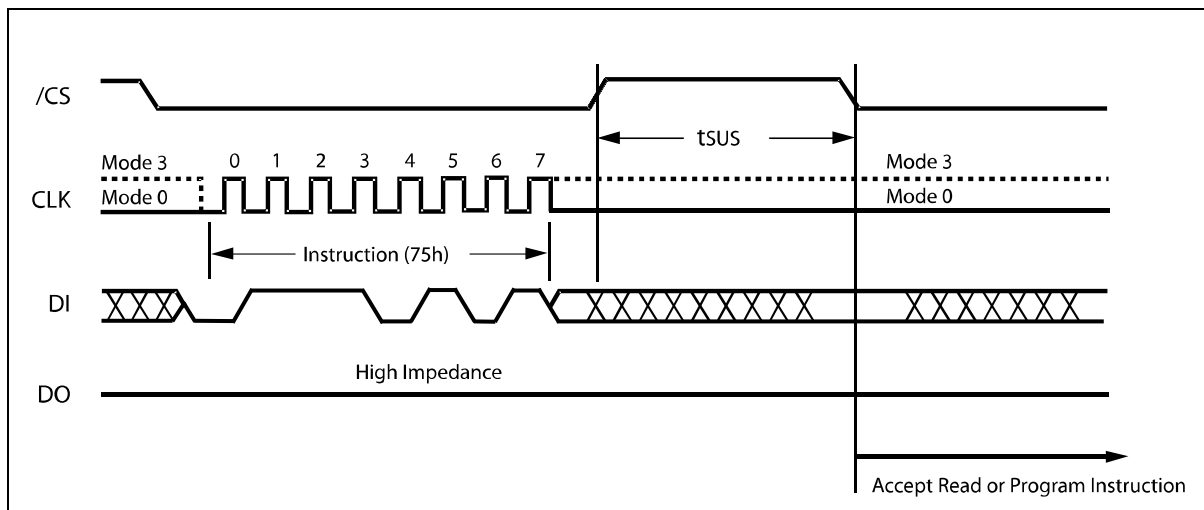 /CS
tSUS
Mode 3 0 1 2 3 4 5 6 7 Mode 3
CLK Mode 0 Mode 0
Instruction (75h)
DI
High Impedance
DO
Accept Read or Program Instruction